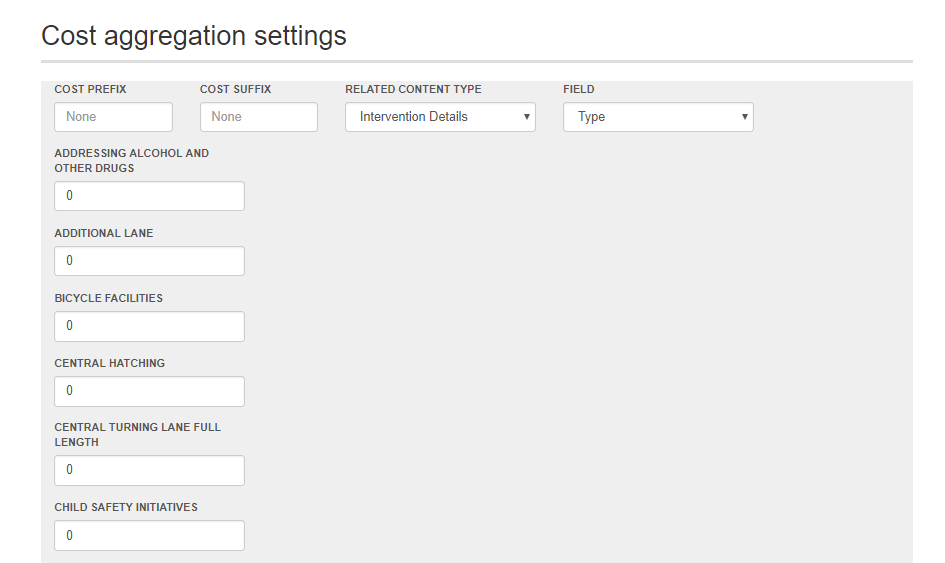 Cost aggregation settings
COST PREFIX COST SUFFIX RELATED CONTENT TYPE FIELD
None None Intervention Details Type
ADDRESSING ALCOHOL AND
OTHER DRUGS
0
ADDITIONAL LANE
0
BICYCLE FACILITIES
0
CENTRAL HATCHING
0
CENTRAL TURNING LANE FULL
LENGTH
0
CHILD SAFETY INITIATIVES
0